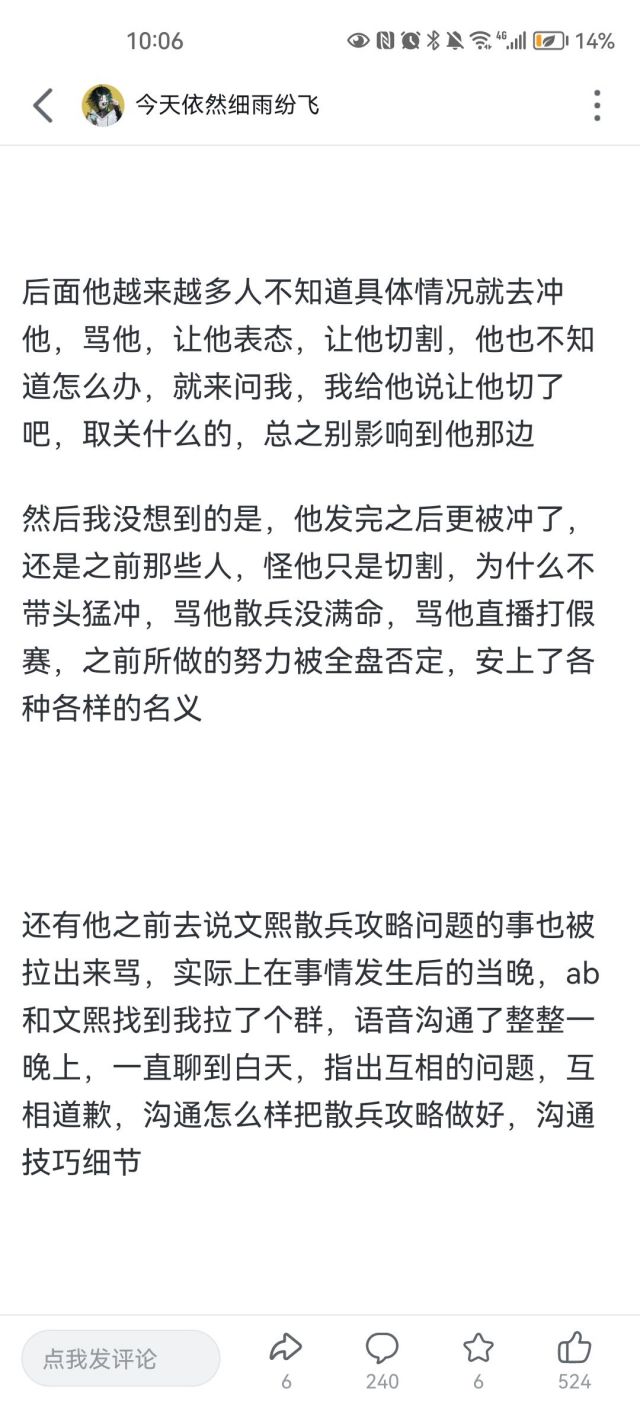 10:06
4G
14%
今天依然细雨纷飞
后面他越来越多人不知道具体情况就去冲
他，骂他，让他表态，让他切割，他也不知
道怎么办，就来问我，我给他说让他切了
吧，取关什么的，总之别影响到他那边
然后我没想到的是，他发完之后更被冲了，
还是之前那些人，怪他只是切割，为什么不
带头猛冲，骂他散兵没满命，骂他直播打假
赛，之前所做的努力被全盘否定，安上了各
种各样的名义
还有他之前去说文熙散兵攻略问题的事也被
拉出来骂，实际上在事情发生后的当晚，ab
和文熙找到我拉了个群，语音沟通了整整一
晚上，一直聊到白天，指出互相的问题，互
相道歉，沟通怎么样把散兵攻略做好，沟通
技巧细节
点我发评论
6
240
6
524